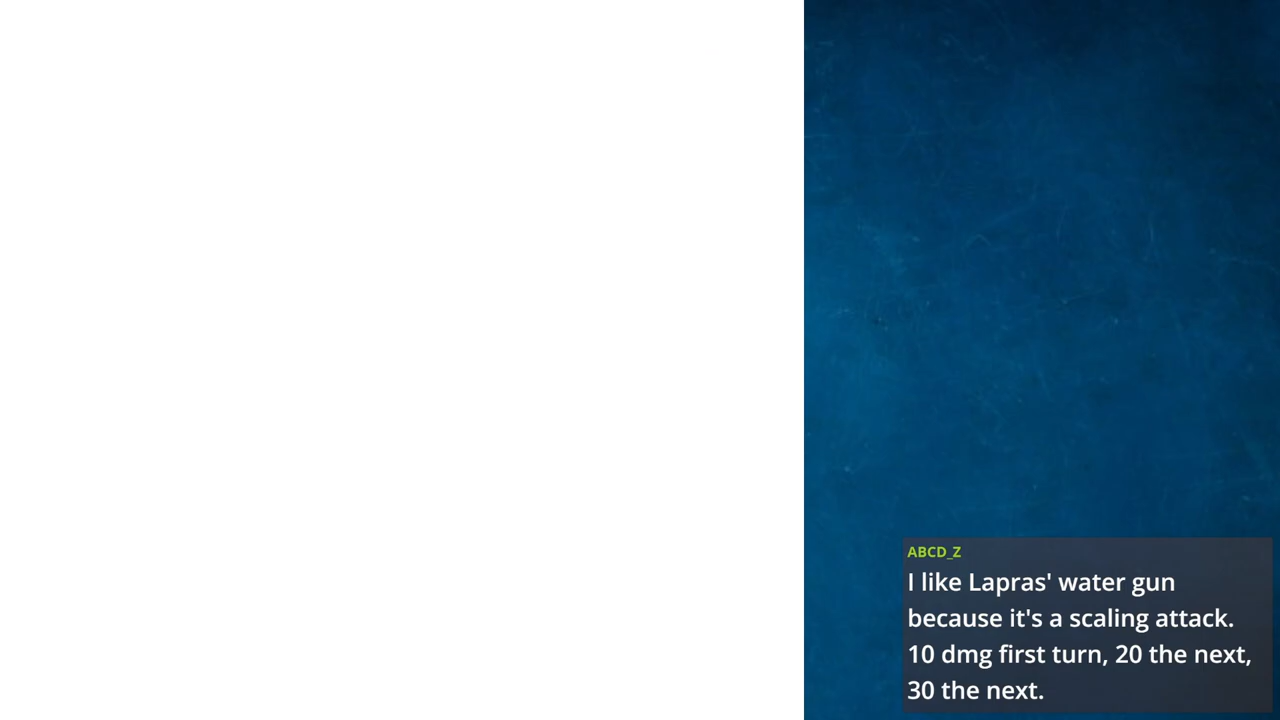 ABCD_Z
I like Lapras' water gun
because it's a scaling attack.
10 dmg first turn, 20 the next,
30 the next.